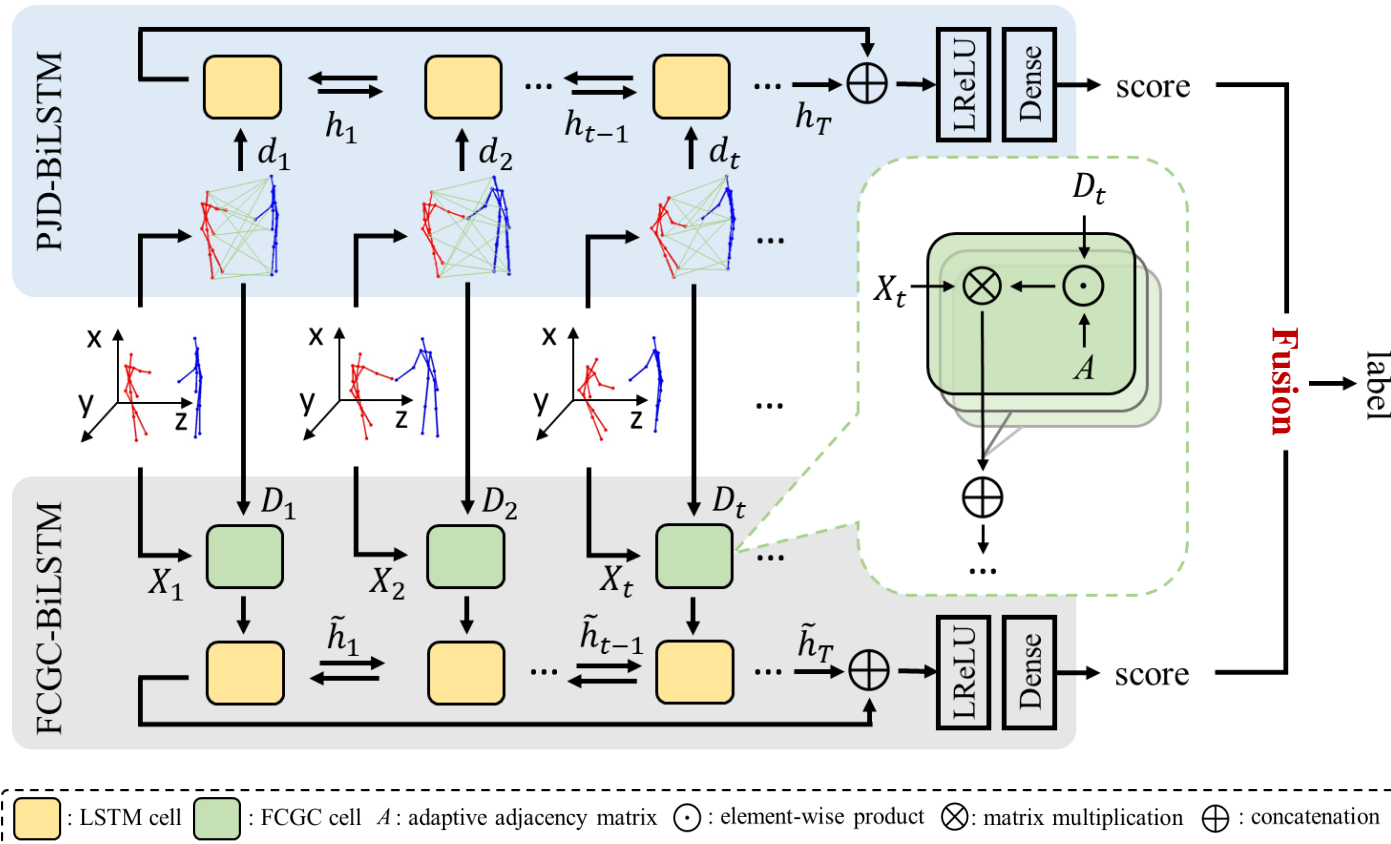 PJD-BiLSTM
h₁
...
hₜ₋₁
...
h_T
⊕
LReLU
Dense
score
d₁
d₂
dₜ
...
x
y
z
x
y
z
x
y
z
...
Dₜ
Xₜ
⊗
⊙
A
⊕
...
Fusion
label
FCGC-BiLSTM
D₁
D₂
Dₜ
X₁
X₂
Xₜ
...
h̃₁
...
h̃ₜ₋₁
...
h̃_T
⊕
LReLU
Dense
score
: LSTM cell : FCGC cell A : adaptive adjacency matrix ⊙ : element-wise product ⊗ : matrix multiplication ⊕ : concatenation